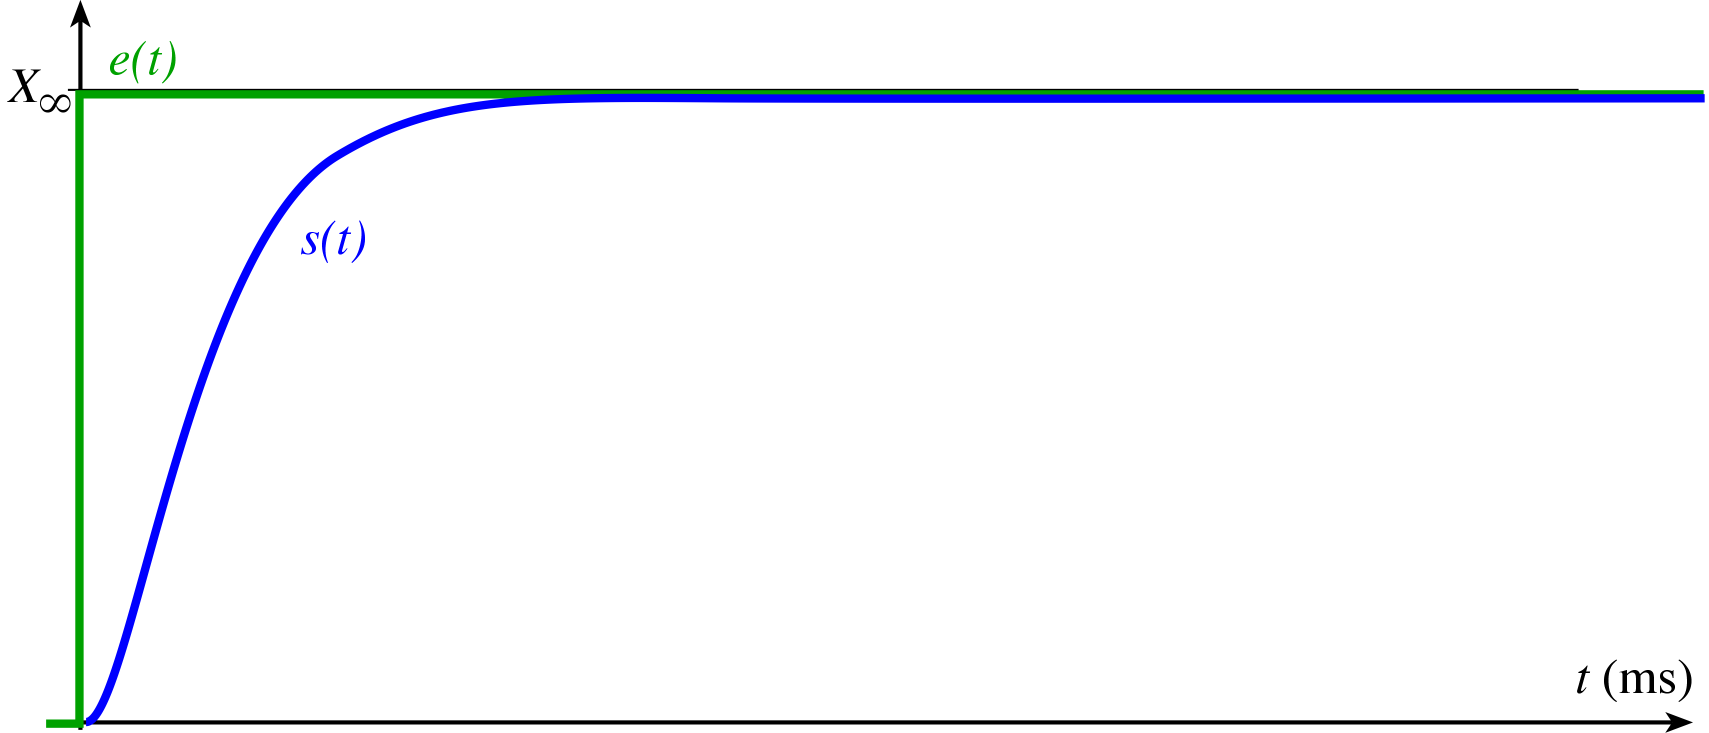 e(t)
X∞
s(t)
t (ms)